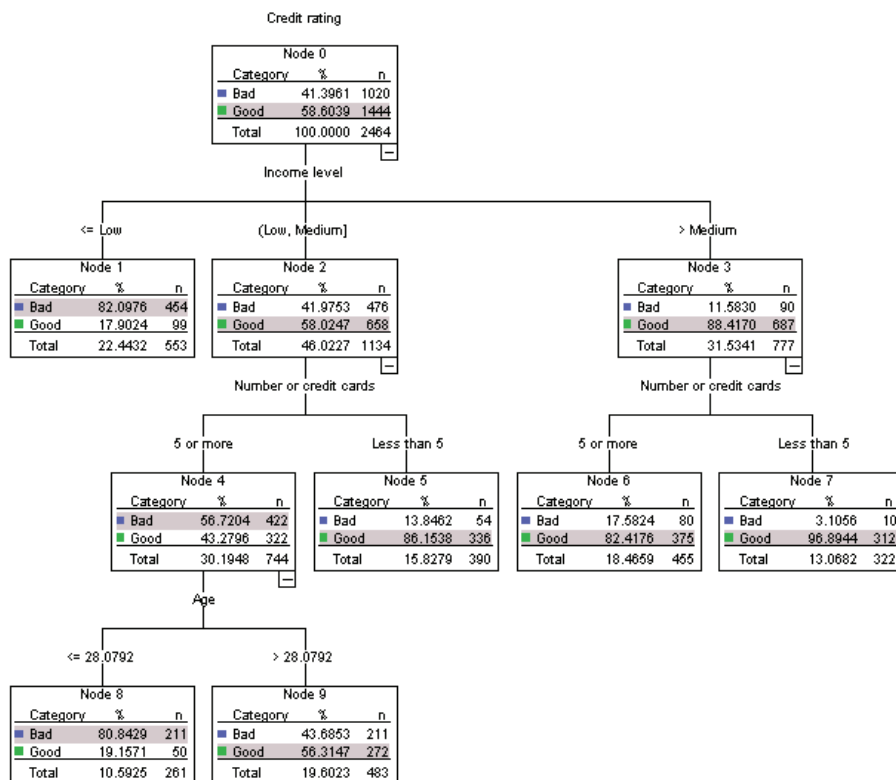 Credit rating
Node 0
Category % n
Bad 41.3961 1020
Good 58.6039 1444
Total 100.0000 2464
Income level
<= Low
(Low, Medium]
> Medium
Node 1
Category % n
Bad 82.0976 454
Good 17.9024 99
Total 22.4432 553
Node 2
Category % n
Bad 41.9753 476
Good 58.0247 658
Total 46.0227 1134
Node 3
Category % n
Bad 11.5830 90
Good 88.4170 687
Total 31.5341 777
Number or credit cards
Number or credit cards
5 or more
Less than 5
5 or more
Less than 5
Node 4
Category % n
Bad 56.7204 422
Good 43.2796 322
Total 30.1948 744
Node 5
Category % n
Bad 13.8462 54
Good 86.1538 336
Total 15.8279 390
Node 6
Category % n
Bad 17.5824 80
Good 82.4176 375
Total 18.4659 455
Node 7
Category % n
Bad 3.1056 10
Good 96.8944 312
Total 13.0682 322
Age
<= 28.0792
> 28.0792
Node 8
Category % n
Bad 80.8429 211
Good 19.1571 50
Total 10.5925 261
Node 9
Category % n
Bad 43.6853 211
Good 56.3147 272
Total 19.6023 483